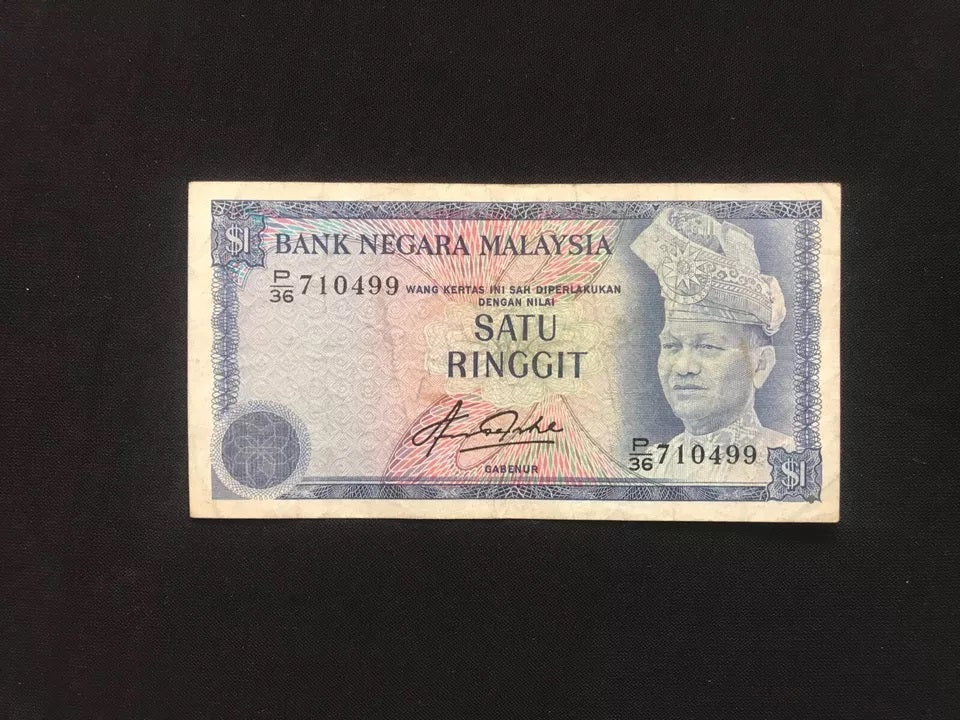 $1 BANK NEGARA MALAYSIA
P/36 710499 WANG KERTAS INI SAH DIPERLAKUKAN
DENGAN NILAI
SATU
RINGGIT
GABENUR
P/36 710499
$1